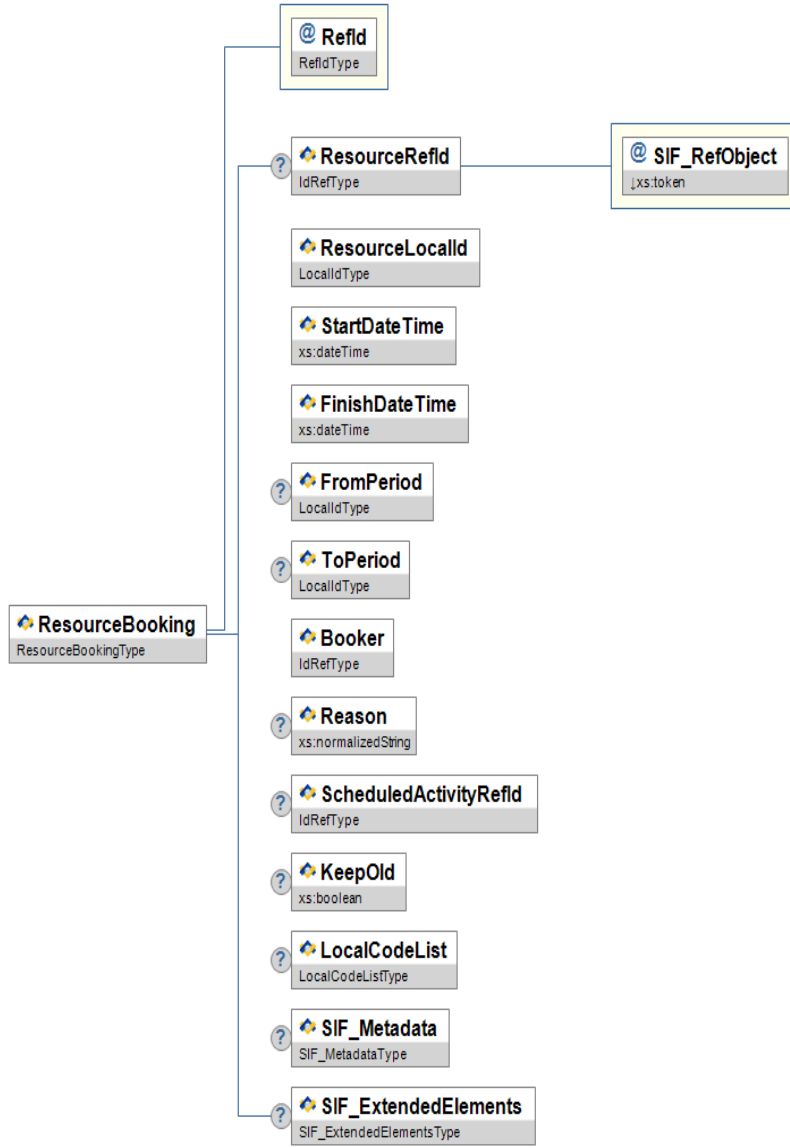 @ RefId
RefIdType
? ResourceRefId
IdRefType
@ SIF_RefObject
↓xs:token
ResourceLocalId
LocalIdType
StartDateTime
xs:dateTime
FinishDateTime
xs:dateTime
? FromPeriod
LocalIdType
? ToPeriod
LocalIdType
ResourceBooking
ResourceBookingType
Booker
IdRefType
? Reason
xs:normalizedString
? ScheduledActivityRefId
IdRefType
? KeepOld
xs:boolean
? LocalCodeList
LocalCodeListType
? SIF_Metadata
SIF_MetadataType
? SIF_ExtendedElements
SIF_ExtendedElementsType